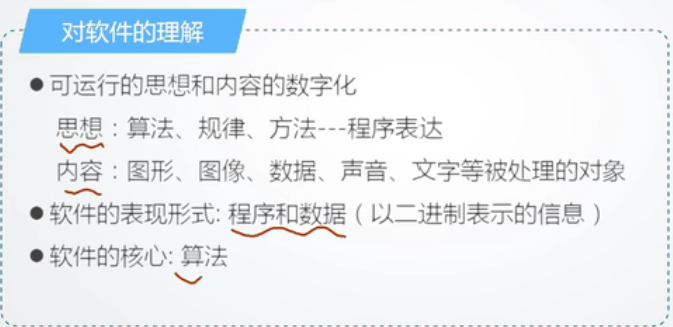 对软件的理解
●可运行的思想和内容的数字化
思想：算法、规律、方法---程序表达
内容：图形、图像、数据、声音、文字等被处理的对象
●软件的表现形式: 程序和数据（以二进制表示的信息）
●软件的核心: 算法